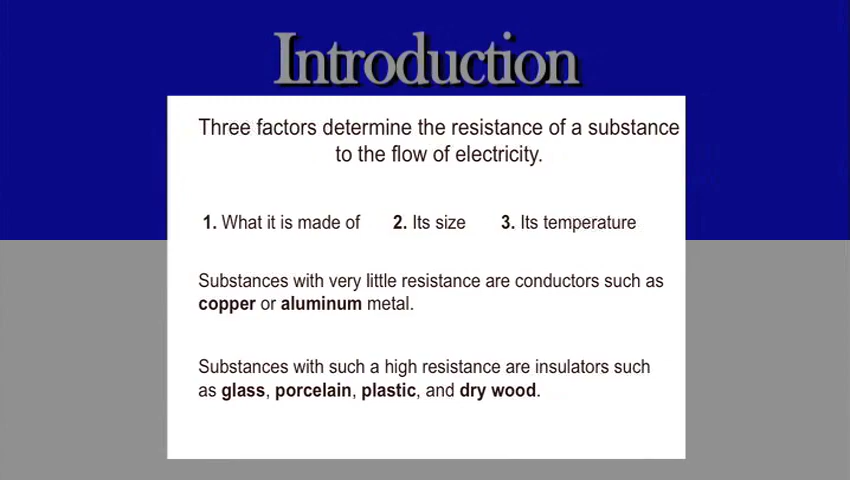 Introduction
Three factors determine the resistance of a substance
to the flow of electricity.
1. What it is made of 2. Its size 3. Its temperature
Substances with very little resistance are conductors such as
copper or aluminum metal.
Substances with such a high resistance are insulators such
as glass, porcelain, plastic, and dry wood.